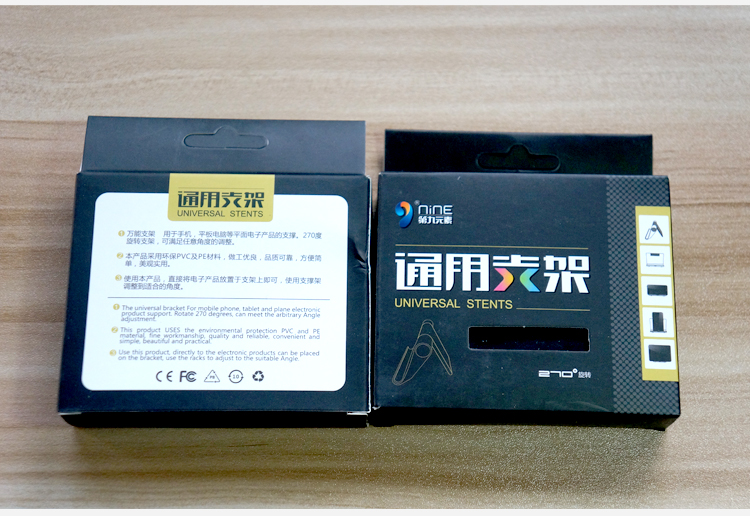 通用支架
UNIVERSAL STENTS
1 万能支架 用于手机，平板电脑等平面电子产品的支撑。270度
旋转支架，可满足任意角度的调整。
2 本产品采用环保PVC及PE材料，做工优良，品质可靠，方便简
单，美观实用。
3 使用本产品，直接将电子产品放置于支架上即可，使用支撑架
调整到适合的角度。
1 The universal bracket For mobile phone, tablet and plane electronic
product support. Rotate 270 degrees, can meet the arbitrary Angle
adjustment.
2 This product USES the environmental protection PVC and PE
material, fine workmanship, quality and reliable, convenient and
simple, beautiful and practical.
3 Use this product, directly to the electronic products can be placed
on the bracket, use the racks to adjust to the suitable Angle.
CE FC PE 10
NINE
第九元素
通用支架
UNIVERSAL STENTS
270° 旋转